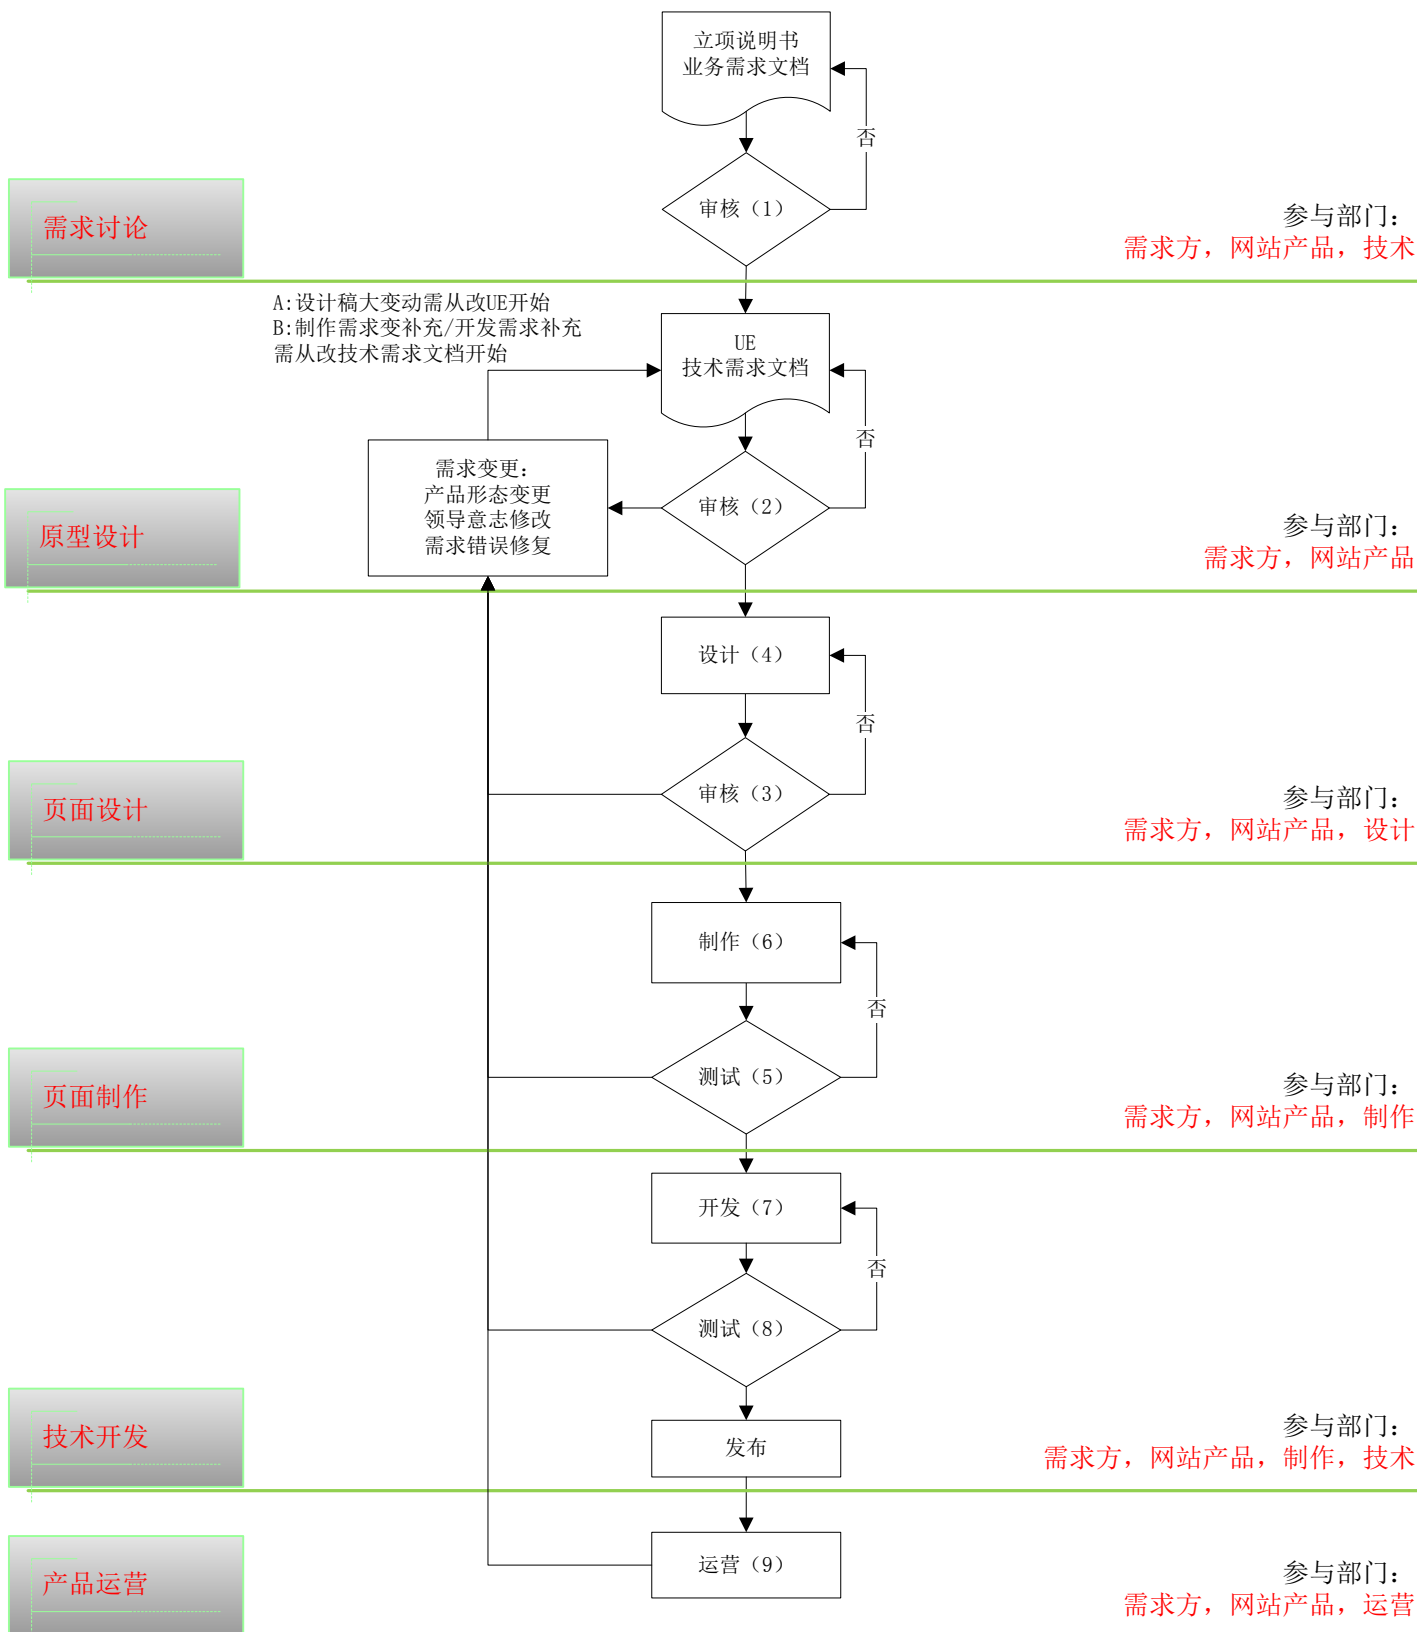 立项说明书
业务需求文档
否
审核（1）
需求讨论
参与部门：
需求方，网站产品，技术
A:设计稿大变动需从改UE开始
B:制作需求变补充/开发需求补充
需从改技术需求文档开始
UE
技术需求文档
否
需求变更：
产品形态变更
领导意志修改
需求错误修复
审核（2）
原型设计
参与部门：
需求方，网站产品
设计（4）
否
审核（3）
页面设计
参与部门：
需求方，网站产品，设计
制作（6）
否
测试（5）
页面制作
参与部门：
需求方，网站产品，制作
开发（7）
否
测试（8）
技术开发
参与部门：
需求方，网站产品，制作，技术
发布
运营（9）
产品运营
参与部门：
需求方，网站产品，运营